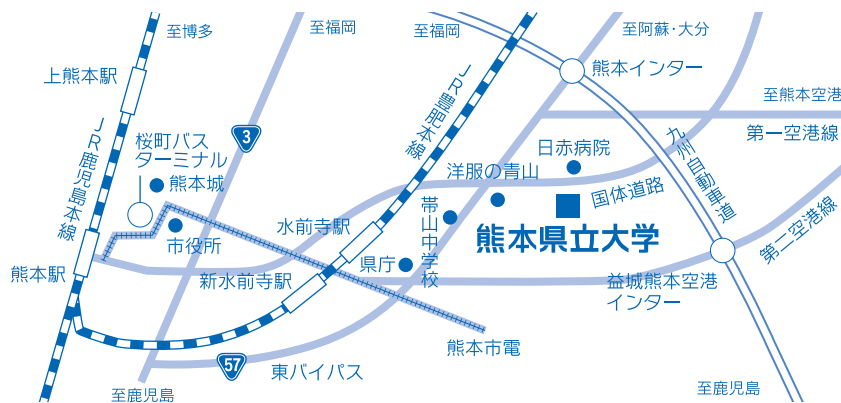 至博多
至福岡
至福岡
至阿蘇・大分
上熊本駅
JR豊肥本線
熊本インター
至熊本空港
第一空港線
3
桜町バス
ターミナル
熊本城
JR鹿児島本線
日赤病院
洋服の青山
九州自動車道
国体道路
帯山中学校
水前寺駅
市役所
熊本県立大学
第二空港線
熊本駅
新水前寺駅
県庁
益城熊本空港
インター
熊本市電
57
東バイパス
至鹿児島
至鹿児島